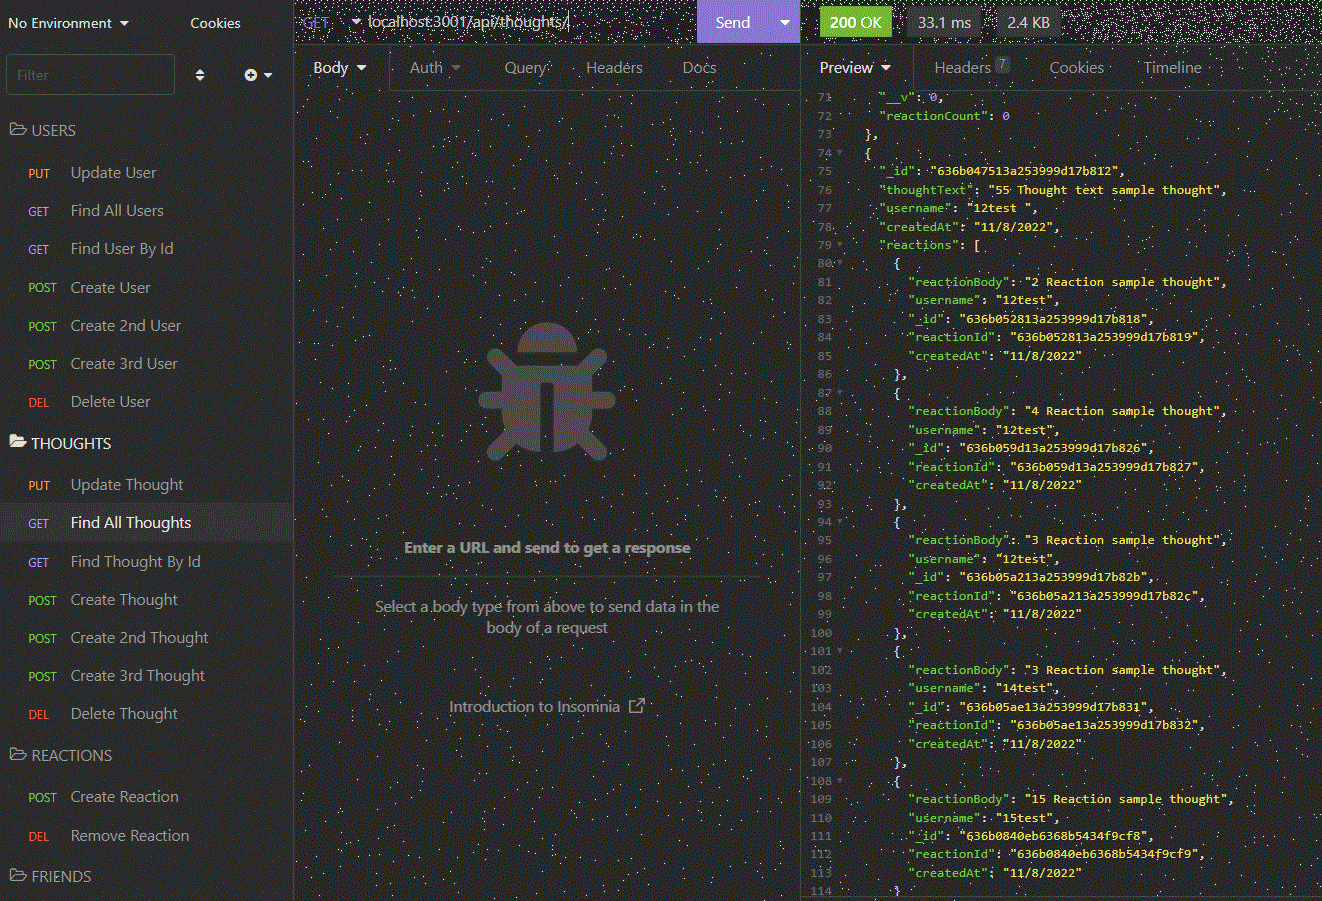 No Environment Cookies
Filter
USERS
PUT Update User
GET Find All Users
GET Find User By Id
POST Create User
POST Create 2nd User
POST Create 3rd User
DEL Delete User
THOUGHTS
PUT Update Thought
GET Find All Thoughts
GET Find Thought By Id
POST Create Thought
POST Create 2nd Thought
POST Create 3rd Thought
DEL Delete Thought
REACTIONS
POST Create Reaction
DEL Remove Reaction
FRIENDS
GET localhost:3001/api/thoughts/ Send
Body Auth Query Headers Docs
Enter a URL and send to get a response
Select a body type from above to send data in the
body of a request
Introduction to Insomnia
200 OK 33.1 ms 2.4 KB
Preview Headers 7 Cookies Timeline
71 "__v": 0,
72 "reactionCount": 0
73 },
74 {
75 "_id": "636b047513a253999d17b812",
76 "thoughtText": "55 Thought text sample thought",
77 "username": "12test ",
78 "createdAt": "11/8/2022",
79 "reactions": [
80 {
81 "reactionBody": "2 Reaction sample thought",
82 "username": "12test",
83 "_id": "636b052813a253999d17b818",
84 "reactionId": "636b052813a253999d17b819",
85 "createdAt": "11/8/2022"
86 },
87 {
88 "reactionBody": "4 Reaction sample thought",
89 "username": "12test",
90 "_id": "636b059d13a253999d17b826",
91 "reactionId": "636b059d13a253999d17b827",
92 "createdAt": "11/8/2022"
93 },
94 {
95 "reactionBody": "3 Reaction sample thought",
96 "username": "12test",
97 "_id": "636b05a213a253999d17b82b",
98 "reactionId": "636b05a213a253999d17b82c",
99 "createdAt": "11/8/2022"
100 },
101 {
102 "reactionBody": "3 Reaction sample thought",
103 "username": "14test",
104 "_id": "636b05ae13a253999d17b831",
105 "reactionId": "636b05ae13a253999d17b832",
106 "createdAt": "11/8/2022"
107 },
108 {
109 "reactionBody": "15 Reaction sample thought",
110 "username": "15test",
111 "_id": "636b0840eb6368b5434f9cf8",
112 "reactionId": "636b0840eb6368b5434f9cf9",
113 "createdAt": "11/8/2022"
114 }